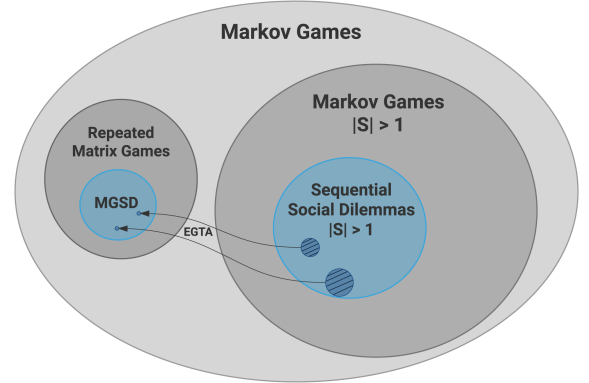 Markov Games
Markov Games
|S| > 1
Repeated
Matrix Games
MGSD
Sequential
Social Dilemmas
|S| > 1
EGTA